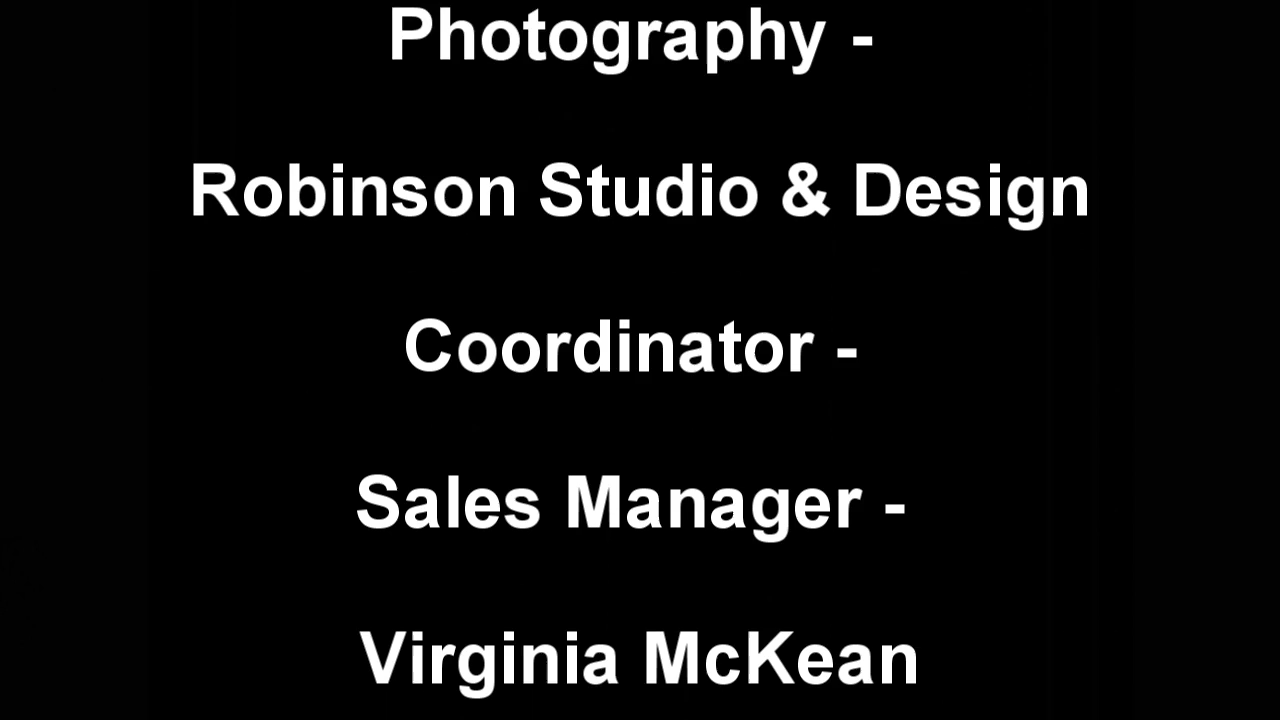 Photography -
Robinson Studio & Design
Coordinator -
Sales Manager -
Virginia McKean